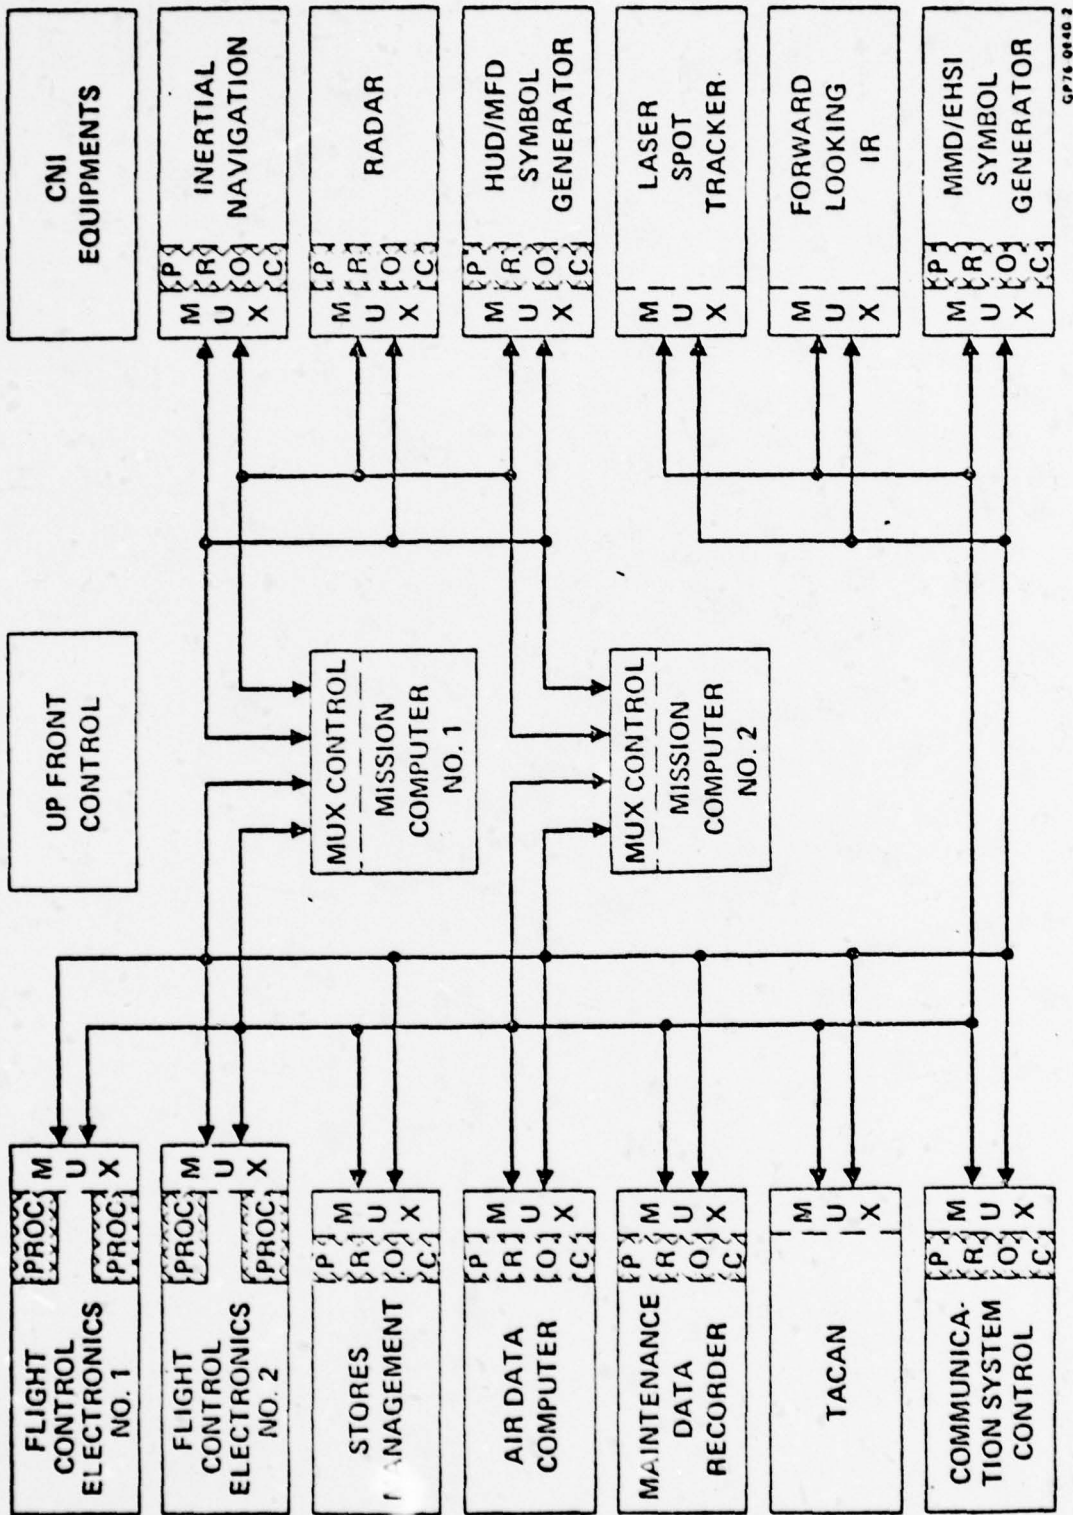 FLIGHT
CONTROL
ELECTRONICS
NO. 1
PROC
PROC
M
U
X
UP FRONT
CONTROL
CNI
EQUIPMENTS
FLIGHT
CONTROL
ELECTRONICS
NO. 2
PROC
PROC
M
U
X
M
U
X
P
R
O
C
INERTIAL
NAVIGATION
STORES
MANAGEMENT
P
R
O
C
M
U
X
MUX CONTROL
MISSION
COMPUTER
NO. 1
M
U
X
P
R
O
C
RADAR
AIR DATA
COMPUTER
P
R
O
C
M
U
X
M
U
X
P
R
O
C
HUD/MFD
SYMBOL
GENERATOR
MAINTENANCE
DATA
RECORDER
P
R
O
C
M
U
X
MUX CONTROL
MISSION
COMPUTER
NO. 2
M
U
X
LASER
SPOT
TRACKER
TACAN
M
U
X
M
U
X
FORWARD
LOOKING
IR
COMMUNICA-
TION SYSTEM
CONTROL
P
R
O
C
M
U
X
M
U
X
P
R
O
C
MMD/EHSI
SYMBOL
GENERATOR